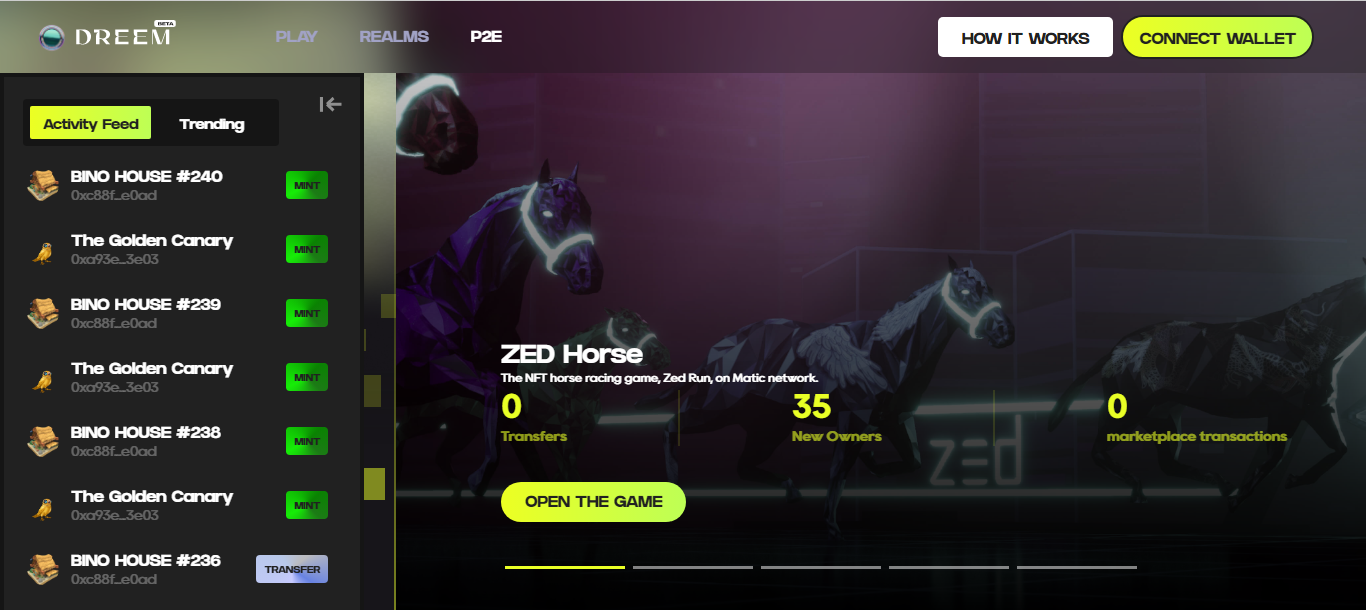 DREEM
BETA
PLAY
REALMS
P2E
HOW IT WORKS
CONNECT WALLET
Activity Feed
Trending
BINO HOUSE #240
0xc88f...e0ad
MINT
The Golden Canary
0xa93e...3e03
MINT
BINO HOUSE #239
0xc88f...e0ad
MINT
The Golden Canary
0xa93e...3e03
MINT
BINO HOUSE #238
0xc88f...e0ad
MINT
The Golden Canary
0xa93e...3e03
MINT
BINO HOUSE #236
0xc88f...e0ad
TRANSFER
ZED Horse
The NFT horse racing game, Zed Run, on Matic network.
0
Transfers
35
New Owners
0
marketplace transactions
zed
OPEN THE GAME